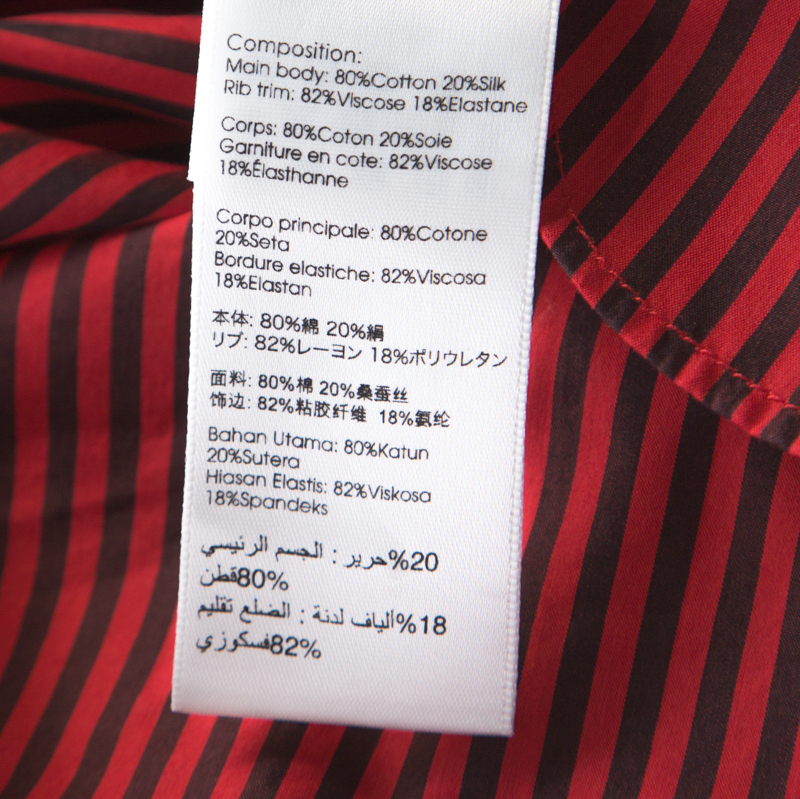 Composition:
Main body: 80%Cotton 20%Silk
Rib trim: 82%Viscose 18%Elastane
Corps: 80%Coton 20%Soie
Garniture en cote: 82%Viscose
18%Élasthanne
Corpo principale: 80%Cotone
20%Seta
Bordure elastiche: 82%Viscosa
18%Elastan
本体: 80%綿 20%絹
リブ: 82%レーヨン 18%ポリウレタン
面料: 80%棉 20%桑蚕丝
饰边: 82%粘胶纤维 18%氨纶
Bahan Utama: 80%Katun
20%Sutera
Hiasan Elastis: 82%Viskosa
18%Spandeks
20%حرير : الجسم الرئيسي
80%قطن
18%ألياف لدنة : الضلع تقليم
82%فسكوزي